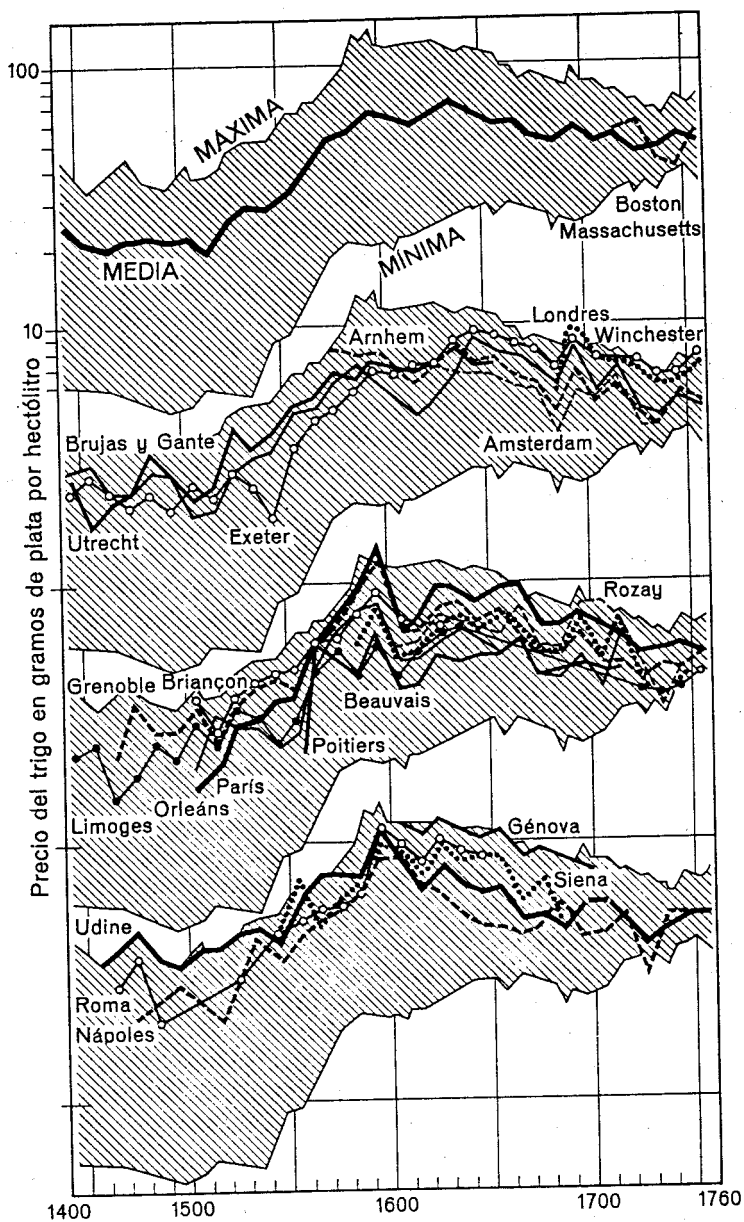 Precio del trigo en gramos de plata por hectólitro
100
MÁXIMA
MEDIA
MÍNIMA
Boston
Massachusetts
10
Arnhem
Londres
Winchester
Brujas y Gante
Amsterdam
Utrecht
Exeter
Rozay
Grenoble
Briançon
Beauvais
Poitiers
París
Orleáns
Limoges
Génova
Siena
Udine
Roma
Nápoles
1400
1500
1600
1700
1760